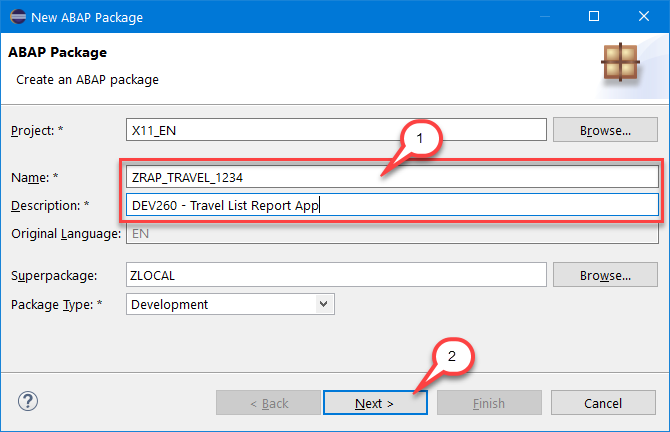 New ABAP Package
ABAP Package
Create an ABAP package
1
Project: * X11_EN Browse...
Name: * ZRAP_TRAVEL_1234
Description: * DEV260 - Travel List Report App
Original Language: EN
Superpackage: ZLOCAL Browse...
Package Type: * Development
2
? < Back Next > Finish Cancel